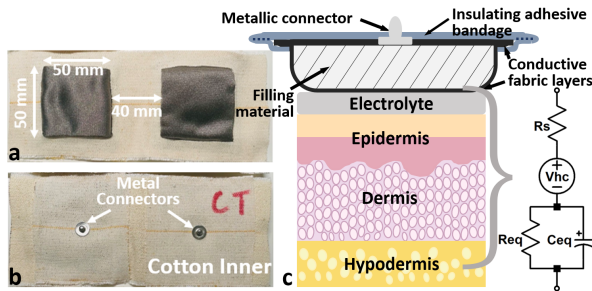 50 mm
50 mm
40 mm
a
Metal
Connectors
CT
Cotton Inner
b
Metallic connector
Insulating adhesive
bandage
Conductive
fabric layers
Filling
material
Electrolyte
Epidermis
Dermis
Hypodermis
c
Rs
Vhc
Req
Ceq